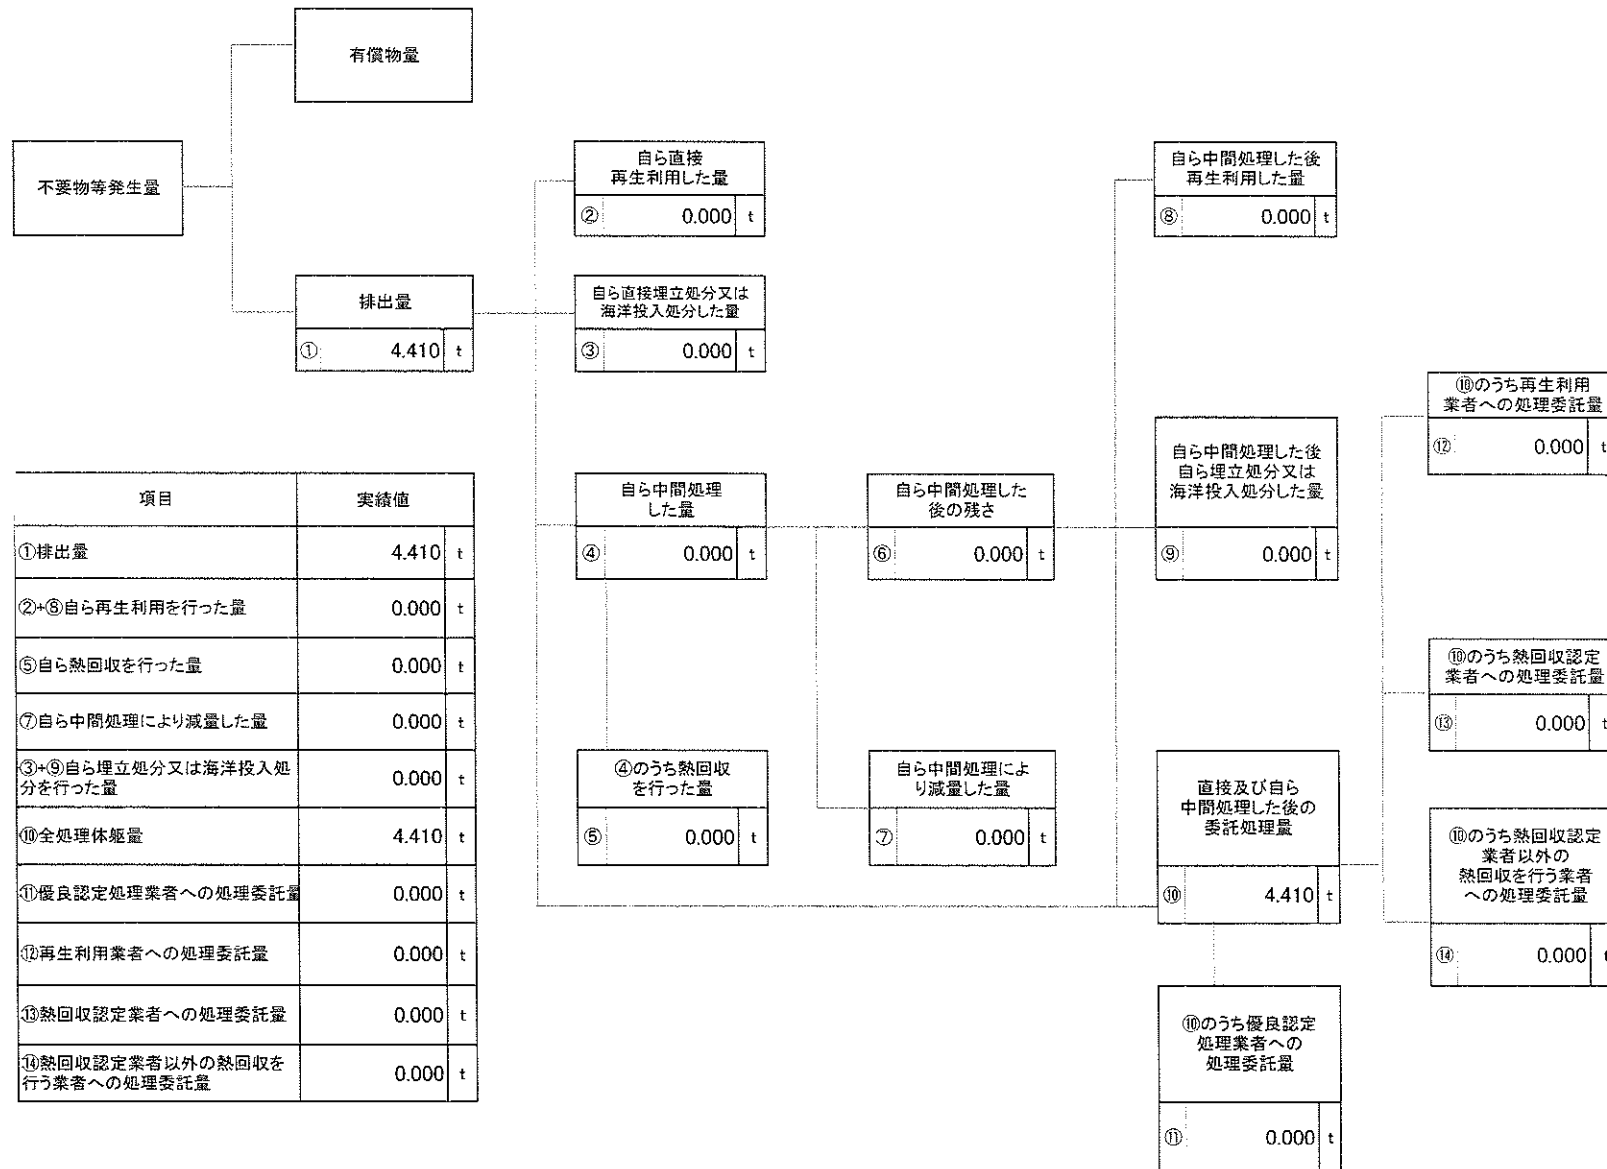 有償物量
不要物等発生量
排出量
① 4.410 t
自ら直接
再生利用した量
② 0.000 t
自ら直接埋立処分又は
海洋投入処分した量
③ 0.000 t
自ら中間処理
した量
④ 0.000 t
④のうち熱回収
を行った量
⑤ 0.000 t
自ら中間処理した
後の残さ
⑥ 0.000 t
自ら中間処理によ
り減量した量
⑦ 0.000 t
自ら中間処理した後
再生利用した量
⑧ 0.000 t
自ら中間処理した後
自ら埋立処分又は
海洋投入処分した量
⑨ 0.000 t
直接及び自ら
中間処理した後の
委託処理量
⑩ 4.410 t
⑩のうち優良認定
処理業者への
処理委託量
⑪ 0.000 t
⑩のうち再生利用
業者への処理委託量
⑫ 0.000 t
⑩のうち熱回収認定
業者への処理委託量
⑬ 0.000 t
⑩のうち熱回収認定
業者以外の
熱回収を行う業者
への処理委託量
⑭ 0.000 t
項目 実績値
①排出量 4.410 t
②+⑧自ら再生利用を行った量 0.000 t
⑤自ら熱回収を行った量 0.000 t
⑦自ら中間処理により減量した量 0.000 t
③+⑨自ら埋立処分又は海洋投入処
分を行った量 0.000 t
⑩全処理体躯量 4.410 t
⑪優良認定処理業者への処理委託量 0.000 t
⑫再生利用業者への処理委託量 0.000 t
⑬熱回収認定業者への処理委託量 0.000 t
⑭熱回収認定業者以外の熱回収を
行う業者への処理委託量 0.000 t